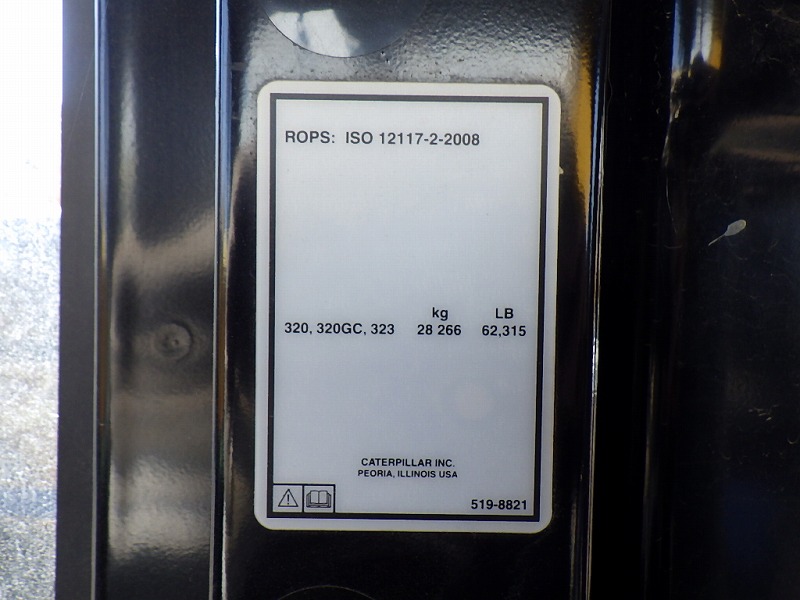 ROPS: ISO 12117-2-2008
kg LB
320, 320GC, 323 28 266 62,315
CATERPILLAR INC.
PEORIA, ILLINOIS USA
519-8821